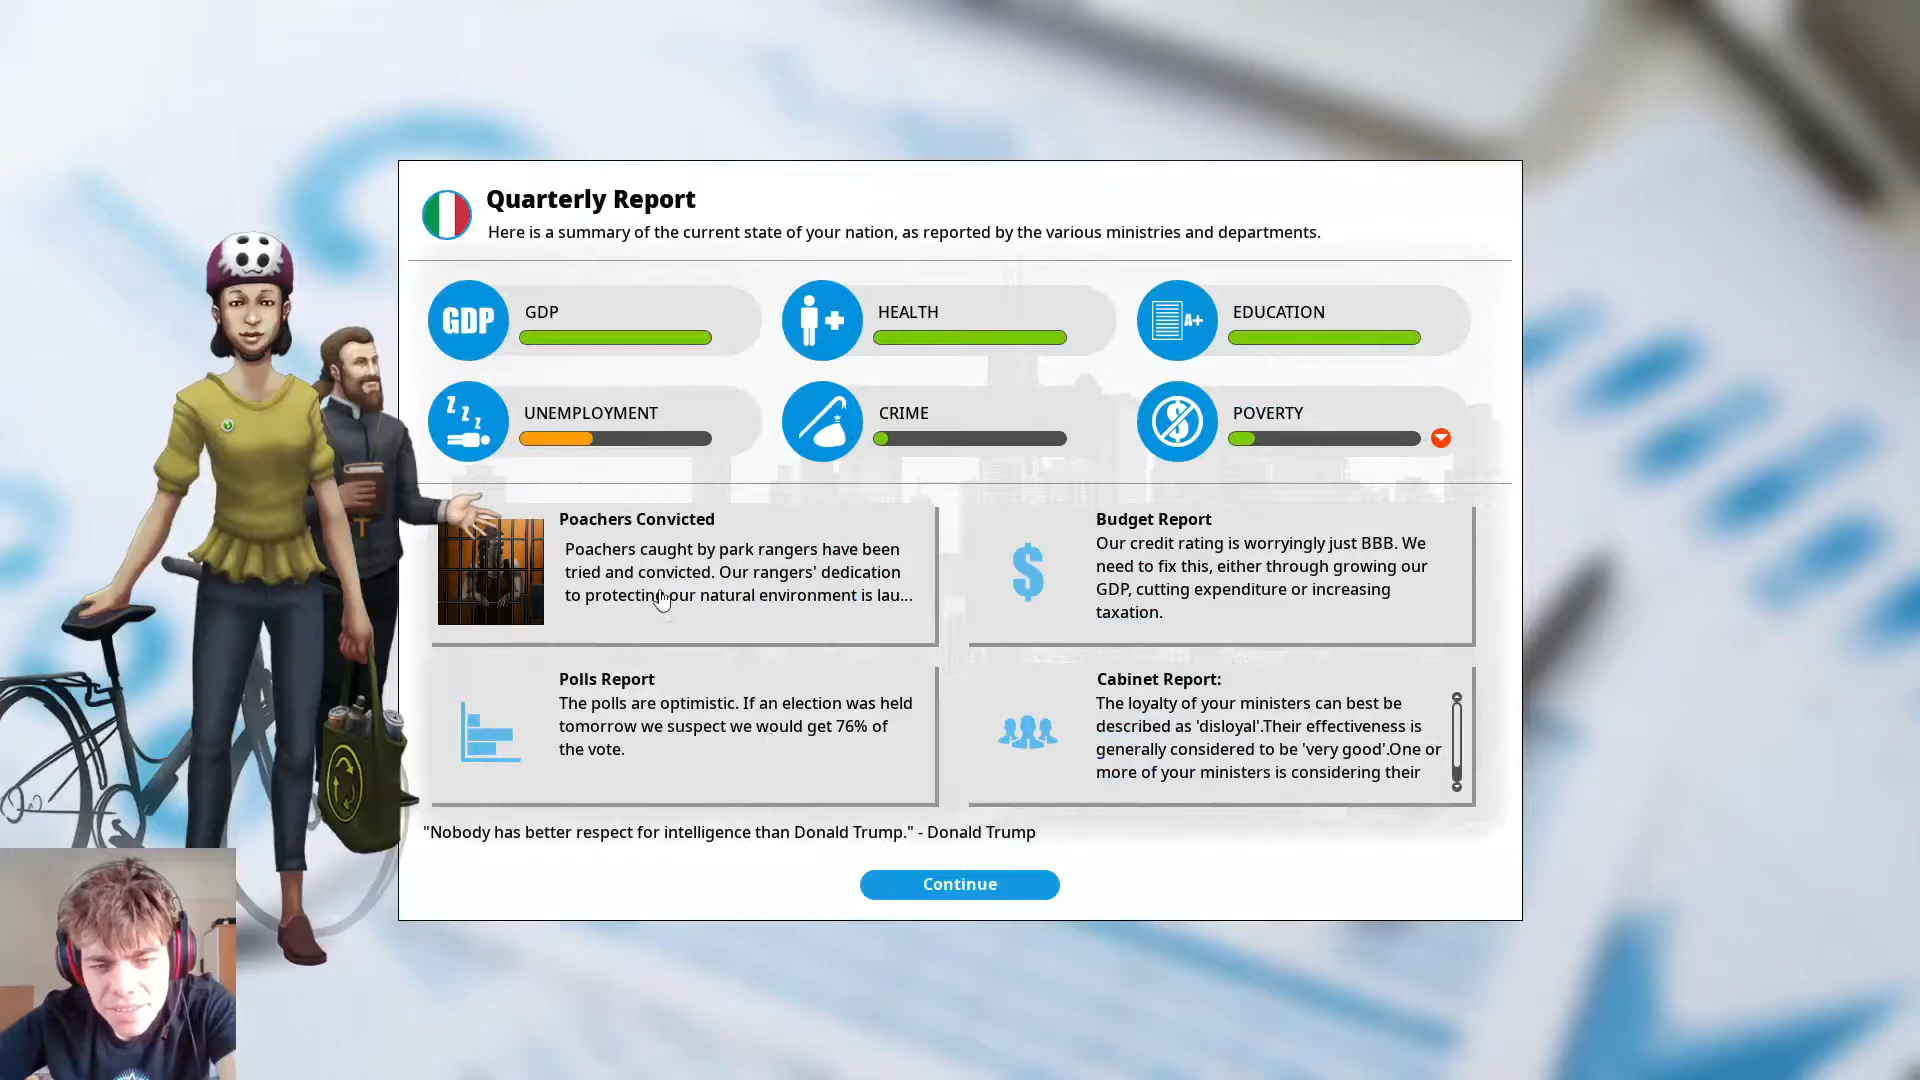 Quarterly Report
Here is a summary of the current state of your nation, as reported by the various ministries and departments.
GDP
GDP
HEALTH
A+
EDUCATION
z z z
UNEMPLOYMENT
CRIME
$
POVERTY
Poachers Convicted
Poachers caught by park rangers have been
tried and convicted. Our rangers' dedication
to protecting our natural environment is lau...
$
Budget Report
Our credit rating is worryingly just BBB. We
need to fix this, either through growing our
GDP, cutting expenditure or increasing
taxation.
Polls Report
The polls are optimistic. If an election was held
tomorrow we suspect we would get 76% of
the vote.
Cabinet Report:
The loyalty of your ministers can best be
described as 'disloyal'.Their effectiveness is
generally considered to be 'very good'.One or
more of your ministers is considering their
"Nobody has better respect for intelligence than Donald Trump." - Donald Trump
Continue